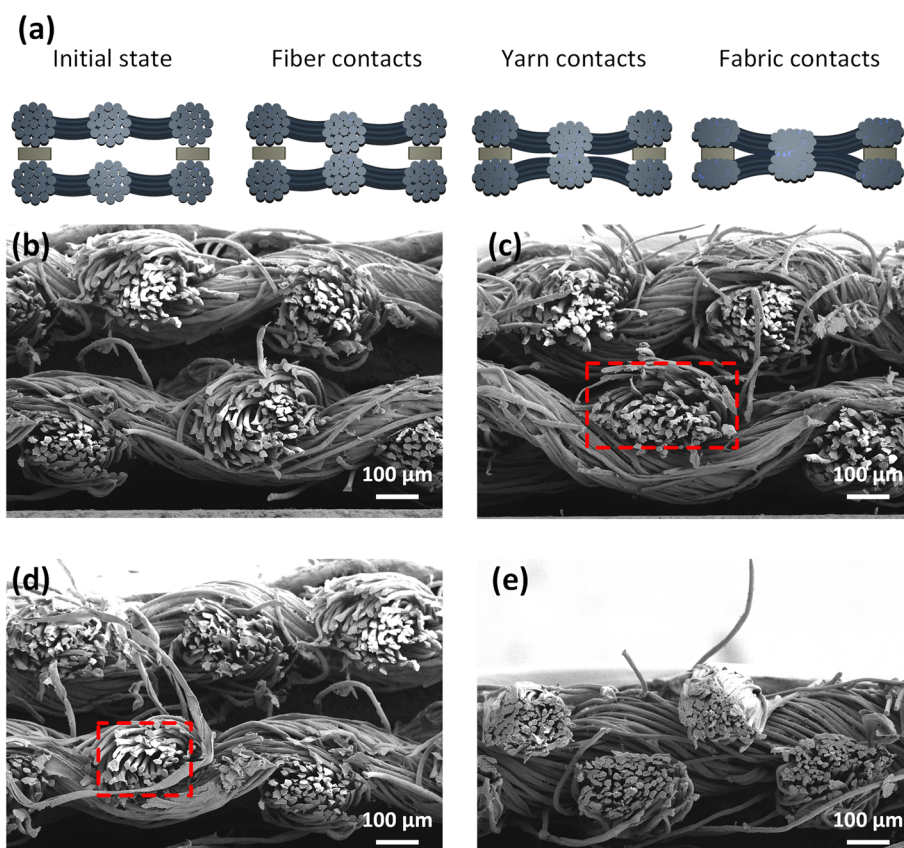 (a)
Initial state
Fiber contacts
Yarn contacts
Fabric contacts
(b)
100 µm
(c)
100 µm
(d)
100 µm
(e)
100 µm